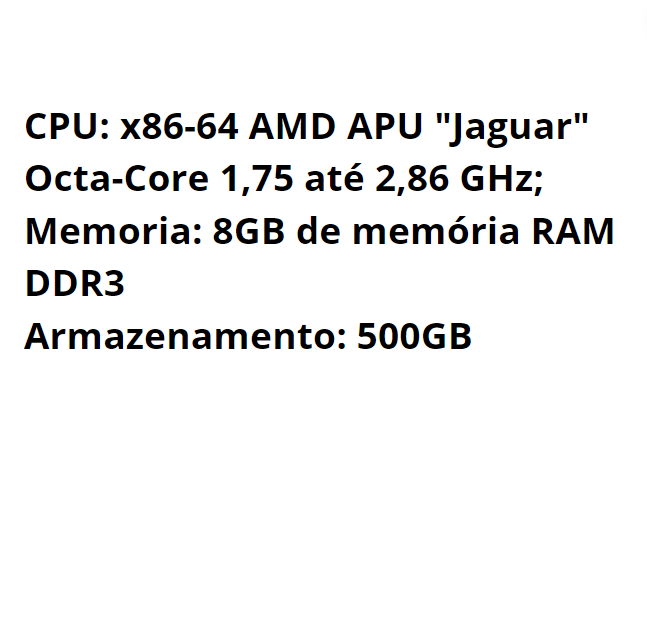 CPU: x86-64 AMD APU "Jaguar"
Octa-Core 1,75 até 2,86 GHz;
Memoria: 8GB de memória RAM
DDR3
Armazenamento: 500GB